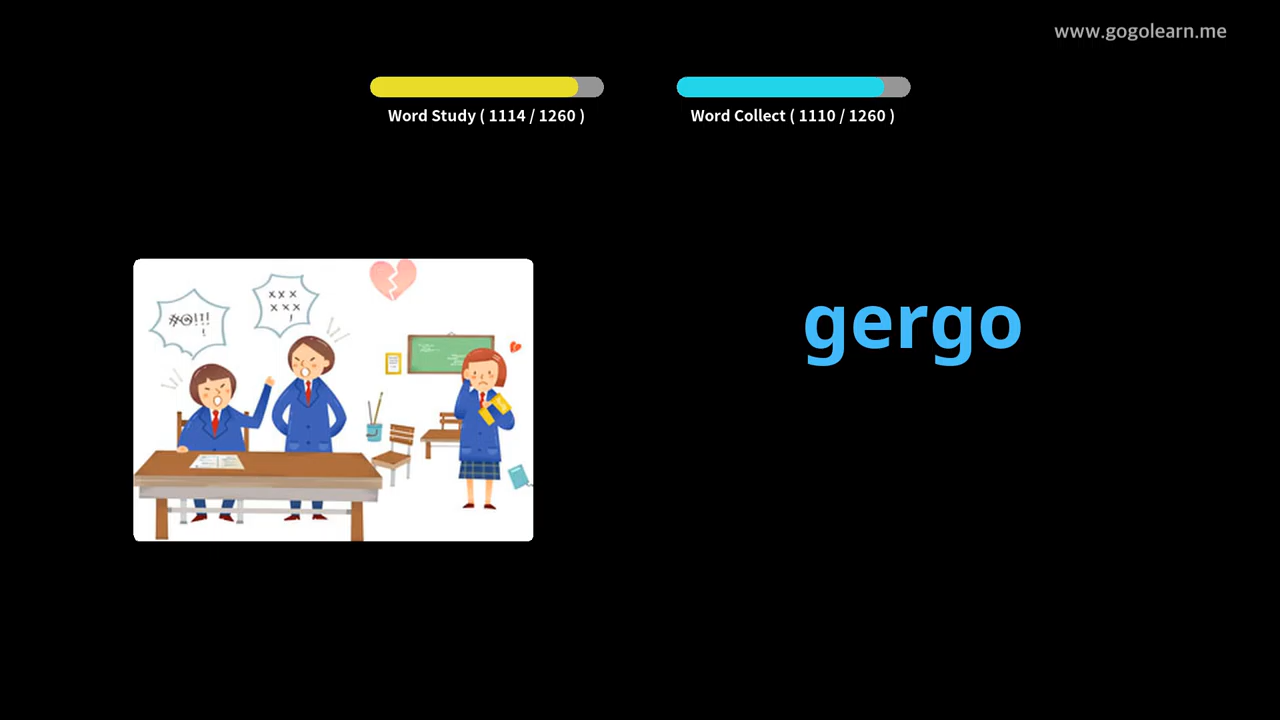 www.gogolearn.me
Word Study ( 1114 / 1260 )
Word Collect ( 1110 / 1260 )
#@!!!
!
x x x
x x x
!
gergo